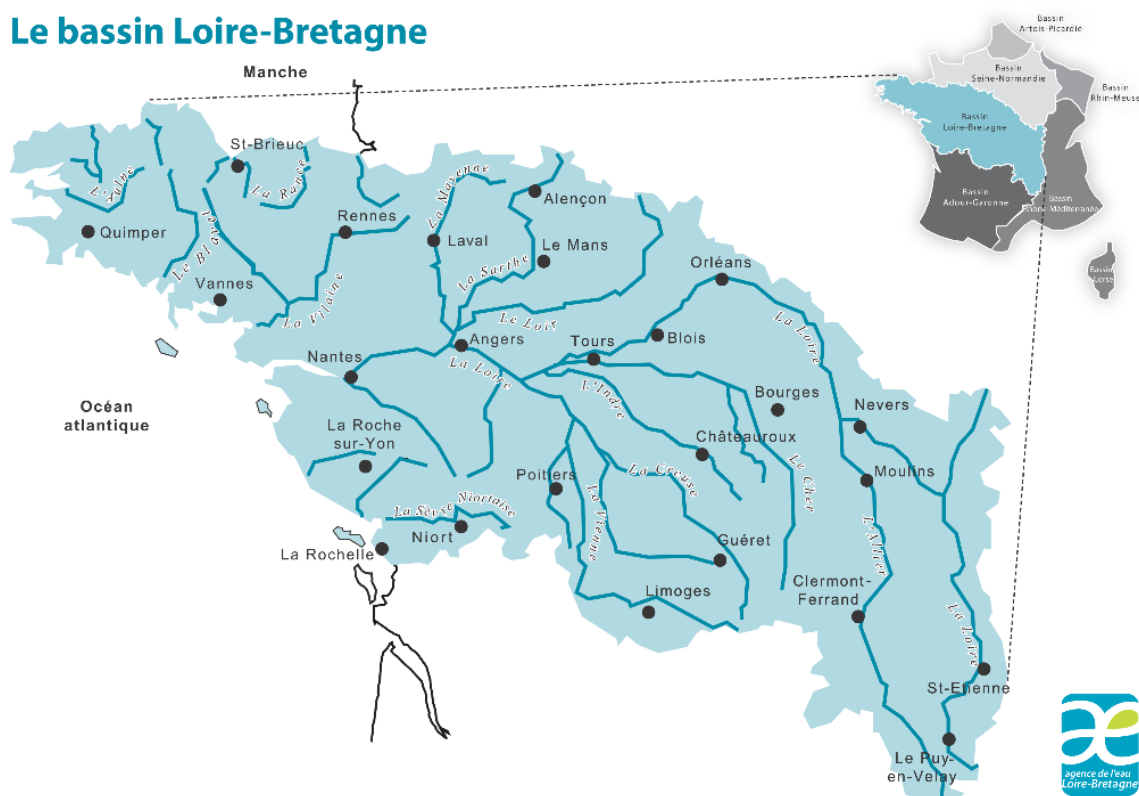 Le bassin Loire-Bretagne
Bassin
Artois-Picardie
Manche
Bassin
Seine-Normandie
Bassin
Rhin-Meuse
Bassin
Loire-Bretagne
Bassin
Adour-Garonne
Bassin
Rhône Méditerranée
Bassin
Corse
St-Brieuc
L'Aulne
La Rance
La Mayenne
Alençon
Quimper
Le Blavet
Rennes
Laval
Le Mans
La Sarthe
Orléans
Vannes
La Vilaine
Le Loir
La Loire
Angers
Tours
Blois
Nantes
La Loire
L'Indre
Bourges
Nevers
Océan
atlantique
La Roche
sur-Yon
Châteauroux
Moulins
Poitiers
La Creuse
Le Cher
La Sèvre Niortaise
Niort
La Vienne
Guéret
L'Allier
La Rochelle
Limoges
Clermont-
Ferrand
La Loire
St-Etienne
Le Puy-
en-Velay
agence de l'eau
Loire-Bretagne